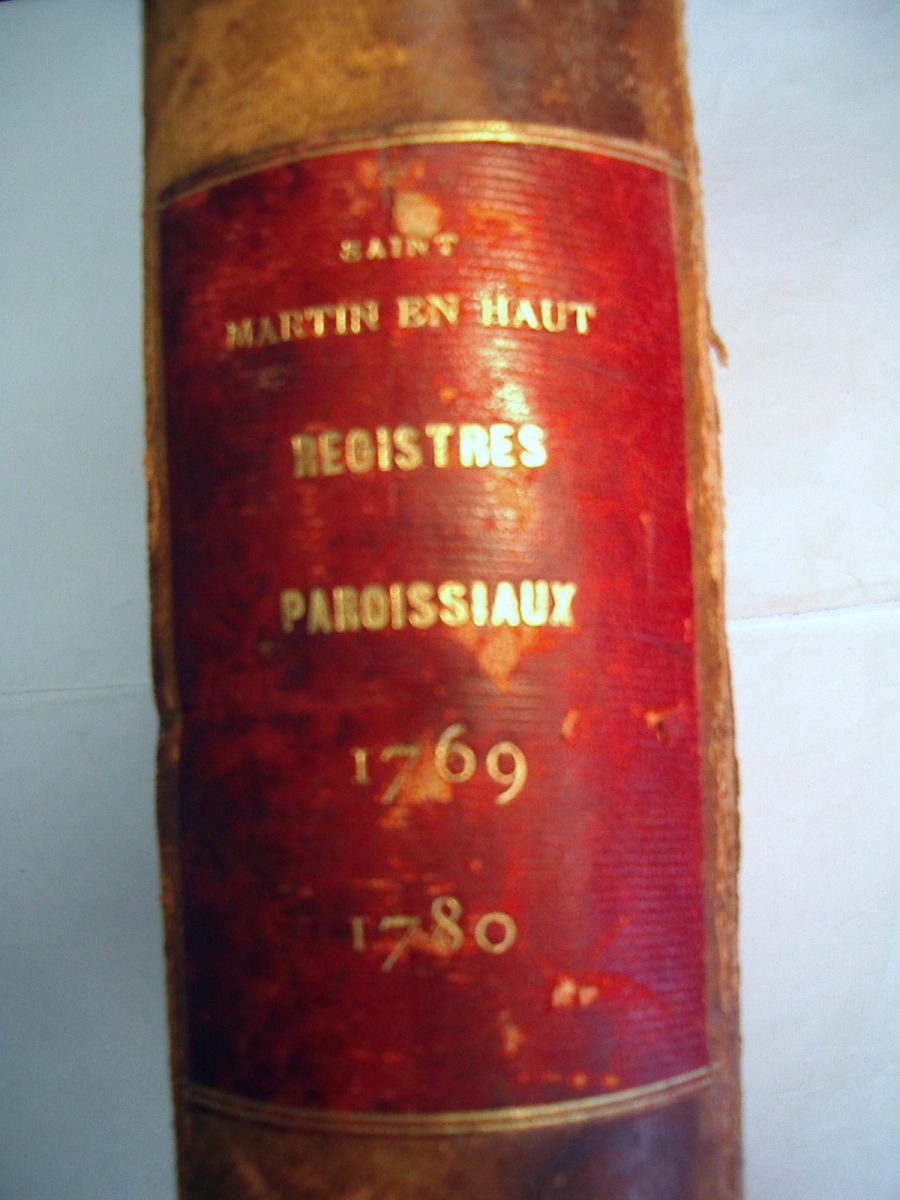 SAINT
MARTIN EN HAUT
REGISTRES
PAROISSIAUX
1769
1780